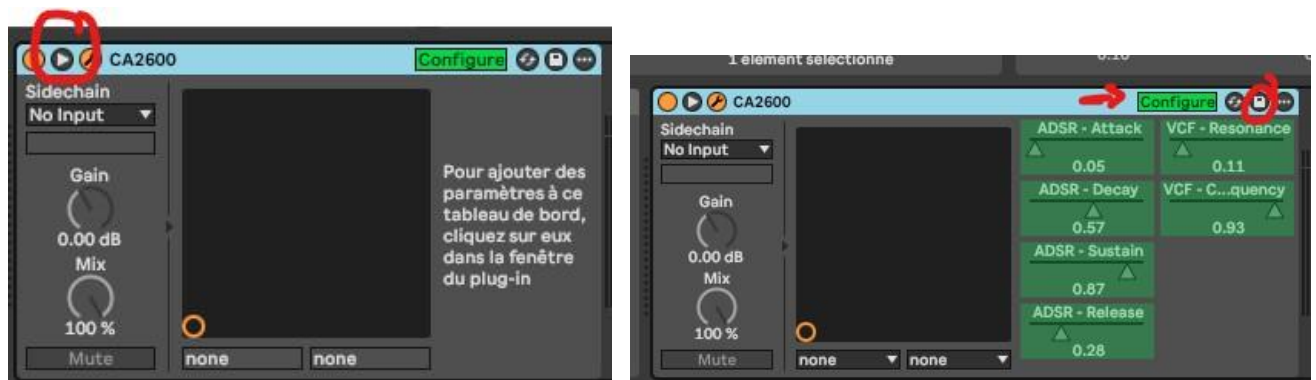 CA2600
Configure
Sidechain
No Input
Gain
0.00 dB
Mix
100 %
Mute
none
none
Pour ajouter des
paramètres à ce
tableau de bord,
cliquez sur eux
dans la fenêtre
du plug-in
1 élément sélectionné
CA2600
Configure
Sidechain
No Input
Gain
0.00 dB
Mix
100 %
Mute
none
none
ADSR - Attack
0.05
ADSR - Decay
0.57
ADSR - Sustain
0.87
ADSR - Release
0.28
VCF - Resonance
0.11
VCF - C...quency
0.93